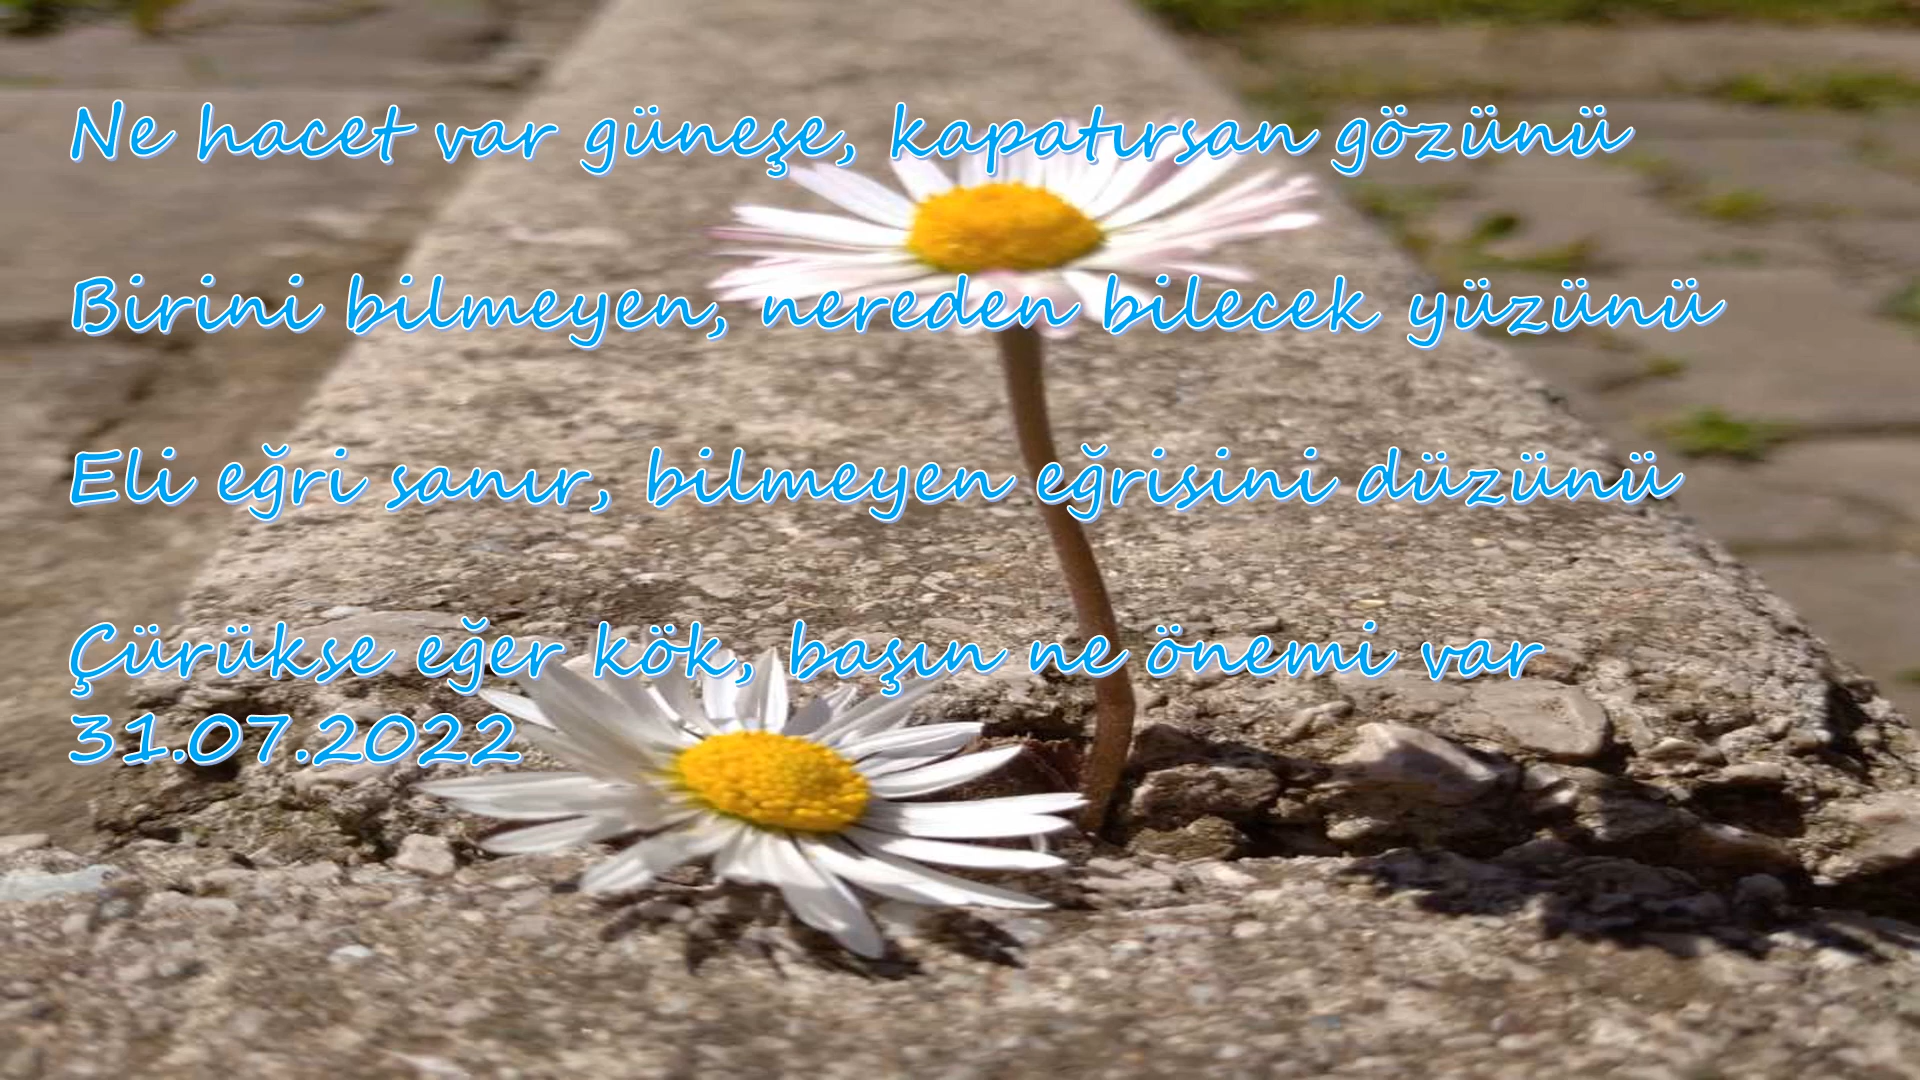 Ne hacet var güneşe, kapatırsan gözünü
Birini bilmeyen, nereden bilecek yüzünü
Eli eğri sanır, bilmeyen eğrisini düzünü
Çürükse eğer kök, başın ne önemi var
31.07.2022